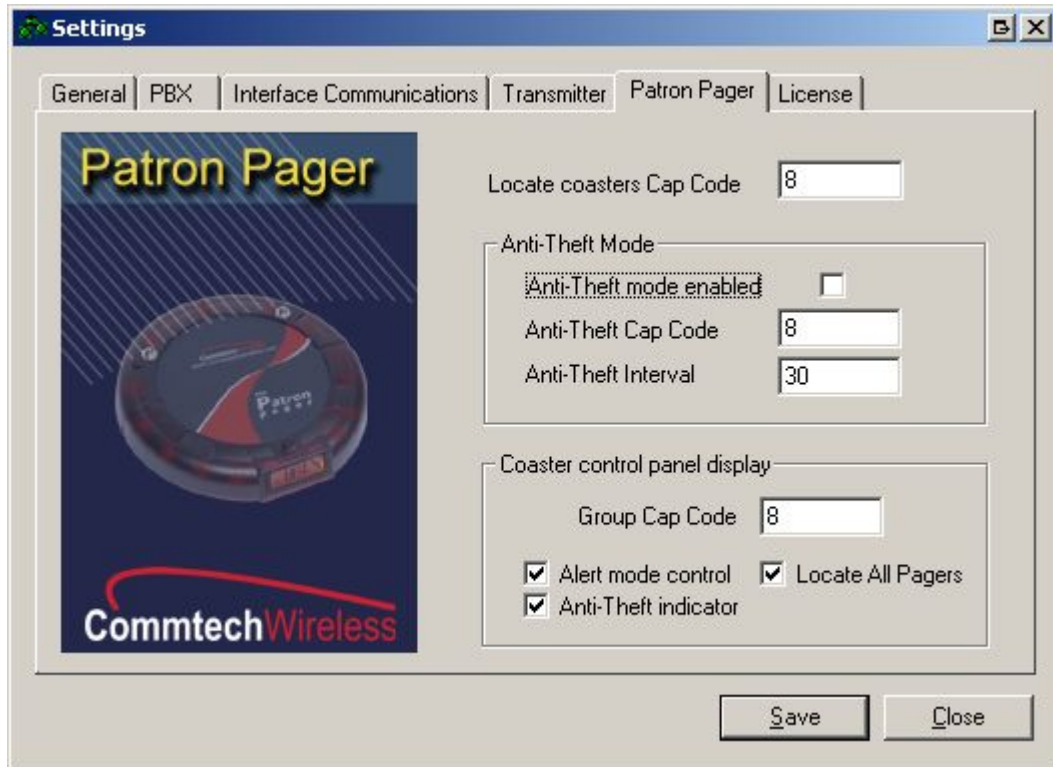 Settings
General
PBX
Interface Communications
Transmitter
Patron Pager
License
Patron Pager
Commtech
Patron
CommtechWireless
Locate coasters Cap Code 8
Anti-Theft Mode
Anti-Theft mode enabled
Anti-Theft Cap Code 8
Anti-Theft Interval 30
Coaster control panel display
Group Cap Code 8
Alert mode control
Locate All Pagers
Anti-Theft indicator
Save
Close